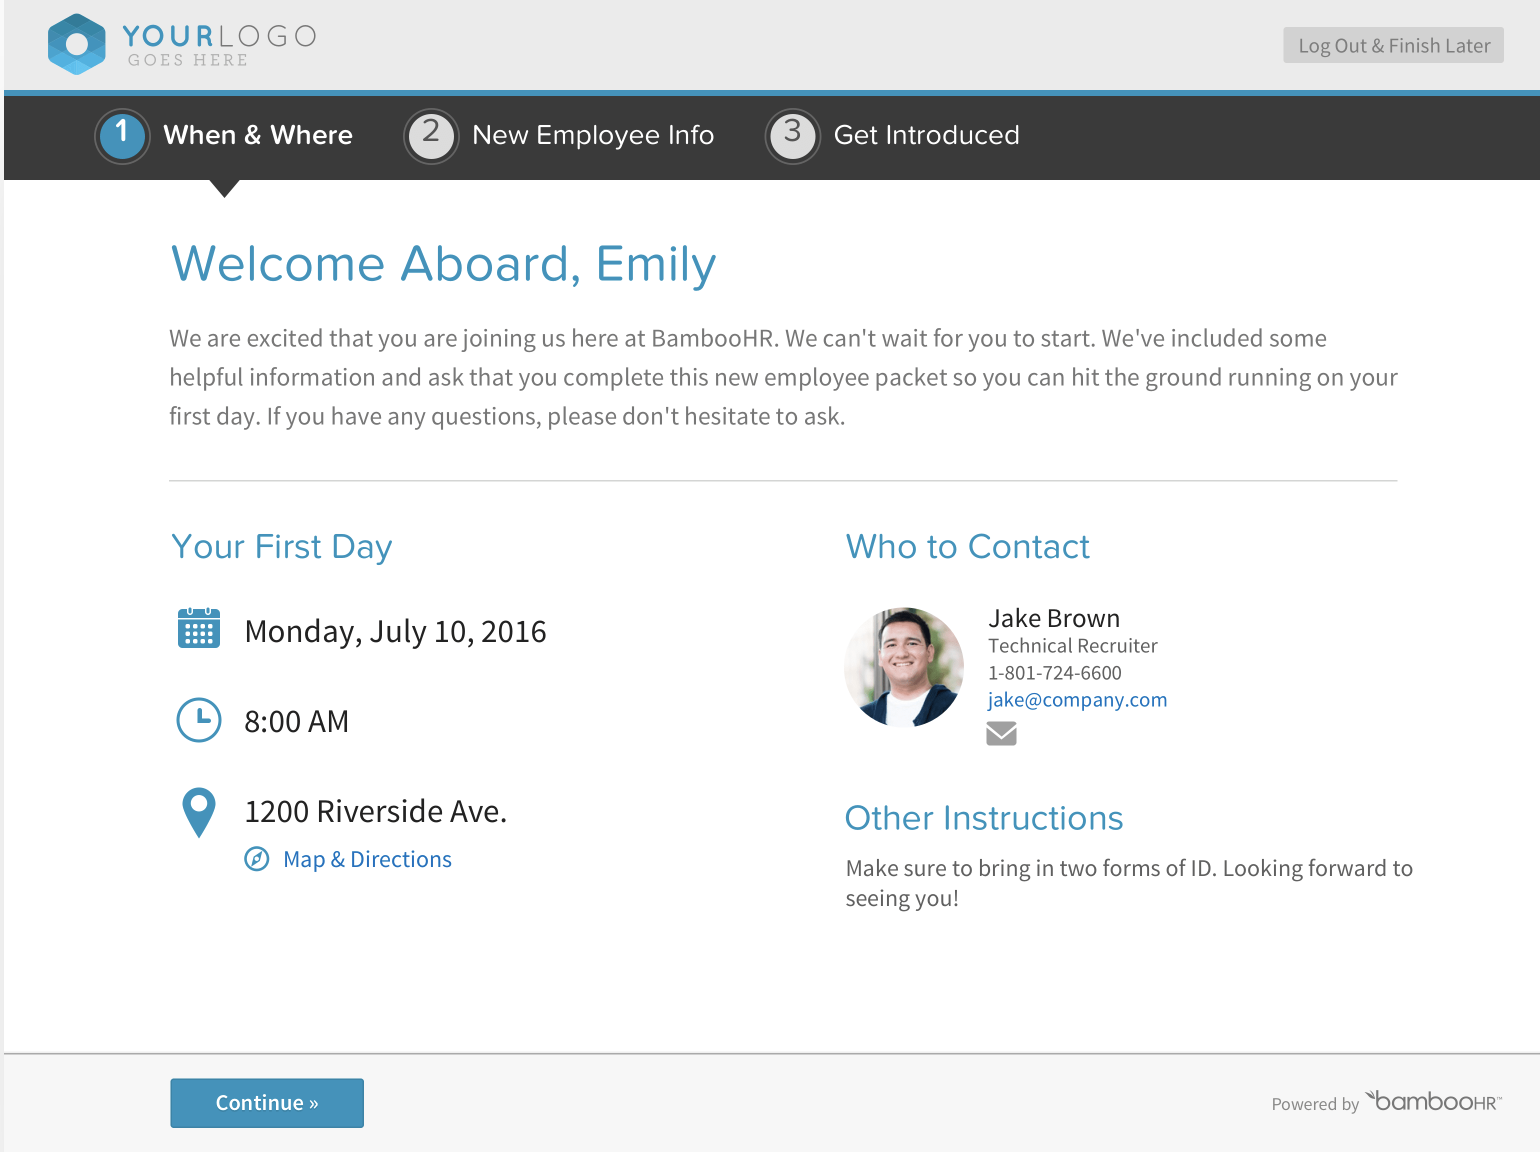 YOURLOGO
GOES HERE
Log Out & Finish Later
1 When & Where
2 New Employee Info
3 Get Introduced
Welcome Aboard, Emily
We are excited that you are joining us here at BambooHR. We can't wait for you to start. We've included some
helpful information and ask that you complete this new employee packet so you can hit the ground running on your
first day. If you have any questions, please don't hesitate to ask.
Your First Day
Monday, July 10, 2016
8:00 AM
1200 Riverside Ave.
Map & Directions
Who to Contact
Jake Brown
Technical Recruiter
1-801-724-6600
jake@company.com
Other Instructions
Make sure to bring in two forms of ID. Looking forward to
seeing you!
Continue »
Powered by bambooHR™